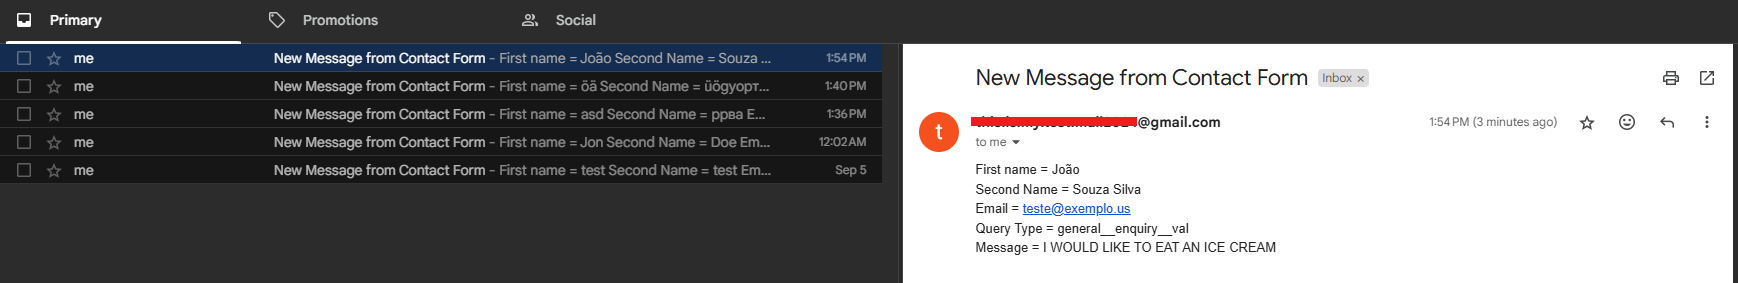 Primary
Promotions
Social
me New Message from Contact Form - First name = João Second Name = Souza ... 1:54 PM
me New Message from Contact Form - First name = öä Second Name = üögyopт... 1:40 PM
me New Message from Contact Form - First name = asd Second Name = ppва E... 1:36 PM
me New Message from Contact Form - First name = Jon Second Name = Doe Em... 12:02 AM
me New Message from Contact Form - First name = test Second Name = test Em... Sep 5
New Message from Contact Form Inbox ×
t
@gmail.com 1:54 PM (3 minutes ago)
to me
First name = João
Second Name = Souza Silva
Email = teste@exemplo.us
Query Type = general__enquiry__val
Message = I WOULD LIKE TO EAT AN ICE CREAM